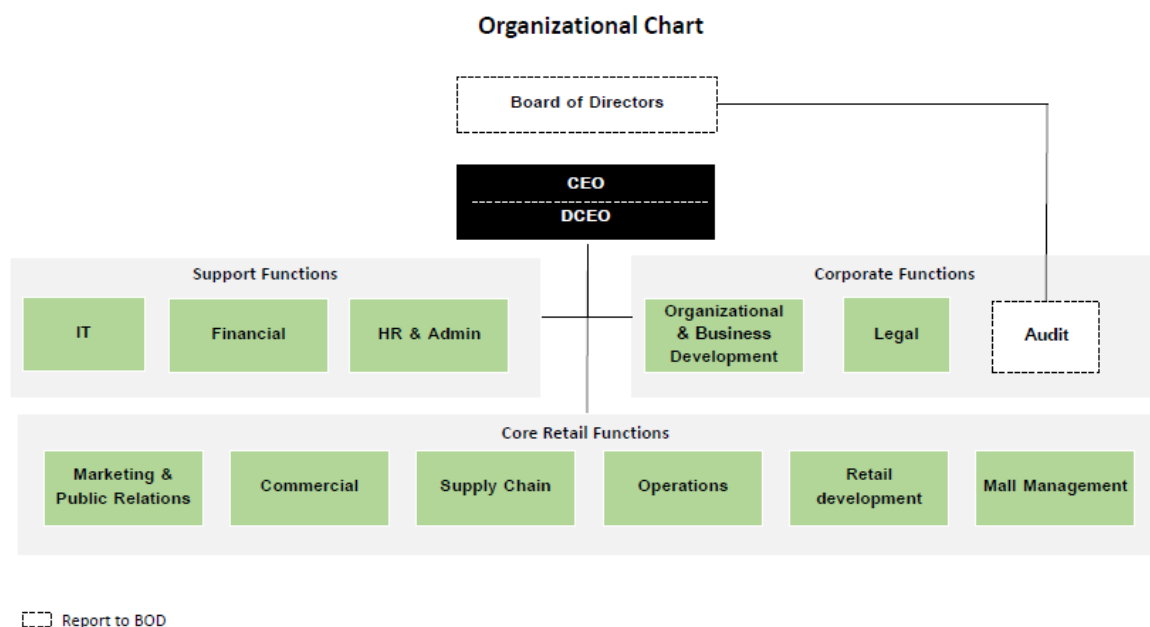 Organizational Chart
Board of Directors
CEO
DCEO
Support Functions
IT
Financial
HR & Admin
Corporate Functions
Organizational
& Business
Development
Legal
Audit
Core Retail Functions
Marketing &
Public Relations
Commercial
Supply Chain
Operations
Retail
development
Mall Management
Report to BOD